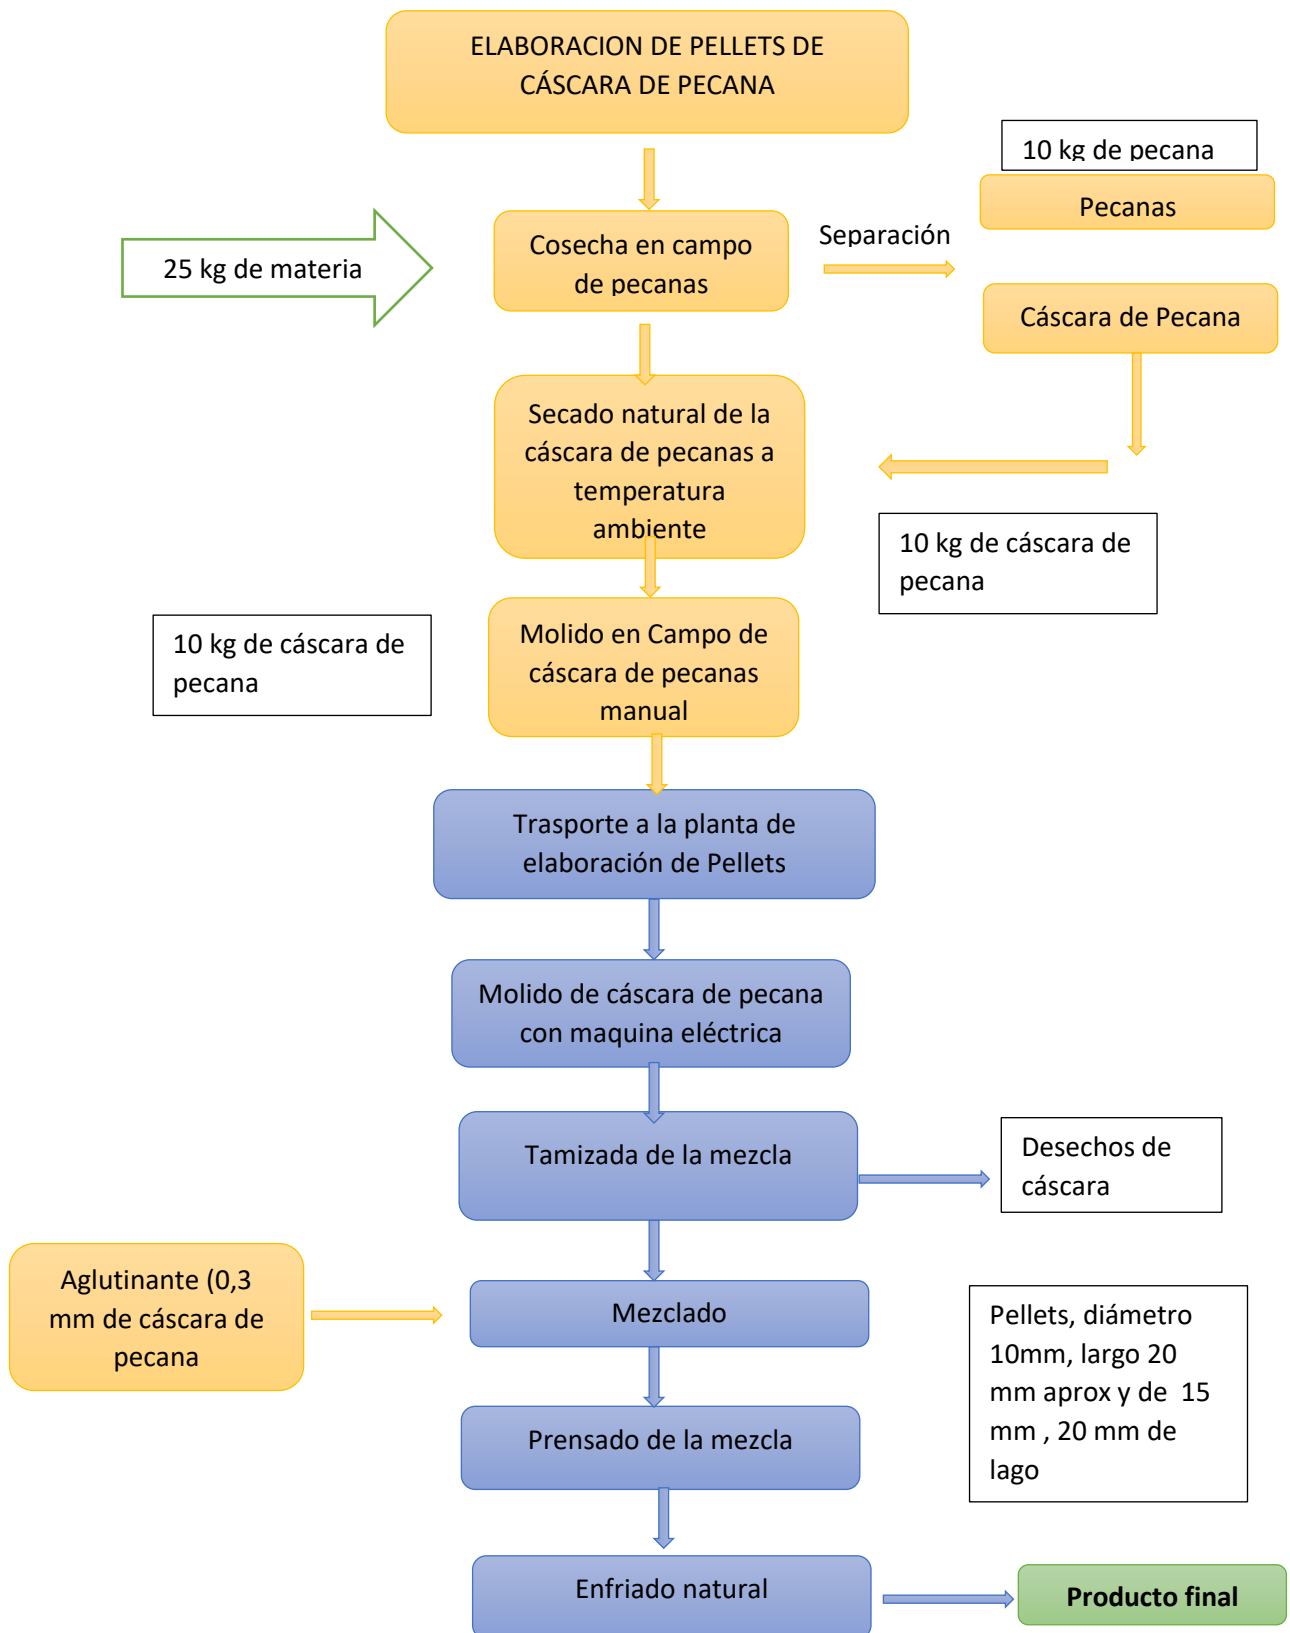 ELABORACION DE PELLETS DE
CÁSCARA DE PECANA
10 kg de pecana
Pecanas
Separación
25 kg de materia
Cosecha en campo
de pecanas
Cáscara de Pecana
Secado natural de la
cáscara de pecanas a
temperatura
ambiente
10 kg de cáscara de
pecana
10 kg de cáscara de
pecana
Molido en Campo de
cáscara de pecanas
manual
Trasporte a la planta de
elaboración de Pellets
Molido de cáscara de pecana
con maquina eléctrica
Tamizada de la mezcla
Desechos de
cáscara
Aglutinante (0,3
mm de cáscara de
pecana
Mezclado
Pellets, diámetro
10mm, largo 20
mm aprox y de 15
mm , 20 mm de
lago
Prensado de la mezcla
Enfriado natural
Producto final